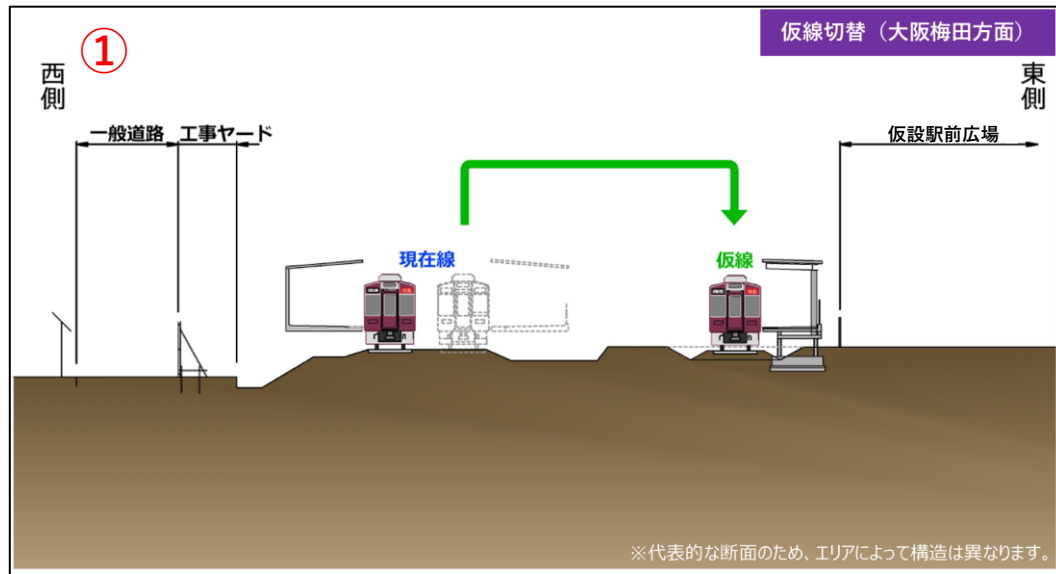 ①
仮線切替（大阪梅田方面）
西側
東側
一般道路
工事ヤード
仮設駅前広場
現在線
仮線
※代表的な断面のため、エリアによって構造は異なります。